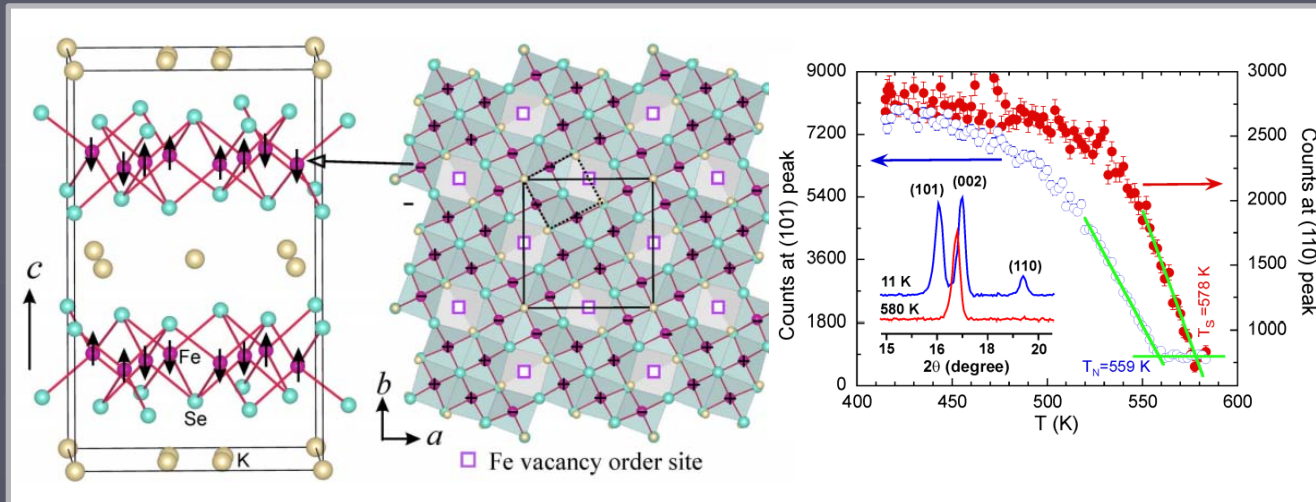 c
Fe
Se
K
-
b
a
Fe vacancy order site
9000
7200
5400
3600
1800
0
Counts at (101) peak
3000
2500
2000
1500
1000
Counts at (110) peak
(101)
(002)
(110)
11 K
580 K
14 16 18 20
2θ (degree)
T_N=559 K
T_S=578 K
400 450 500 550 600
T (K)